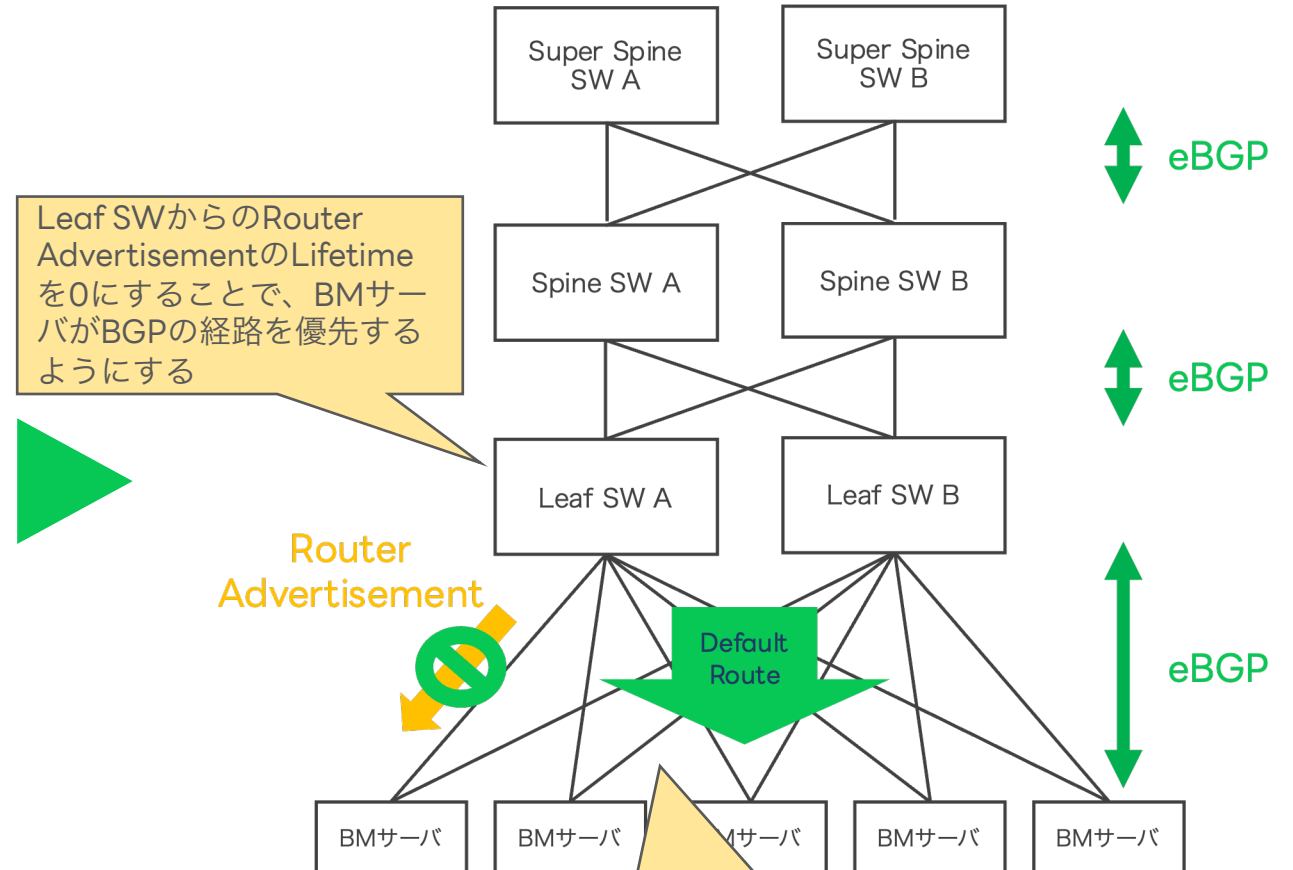 Super Spine
SW A
Super Spine
SW B
eBGP
Leaf SWからのRouter
AdvertisementのLifetime
を0にすることで、BMサー
バがBGPの経路を優先する
ようにする
Spine SW A
Spine SW B
eBGP
Leaf SW A
Leaf SW B
Router
Advertisement
Default
Route
eBGP
BMサーバ
BMサーバ
Mサーバ
BMサーバ
BMサーバ